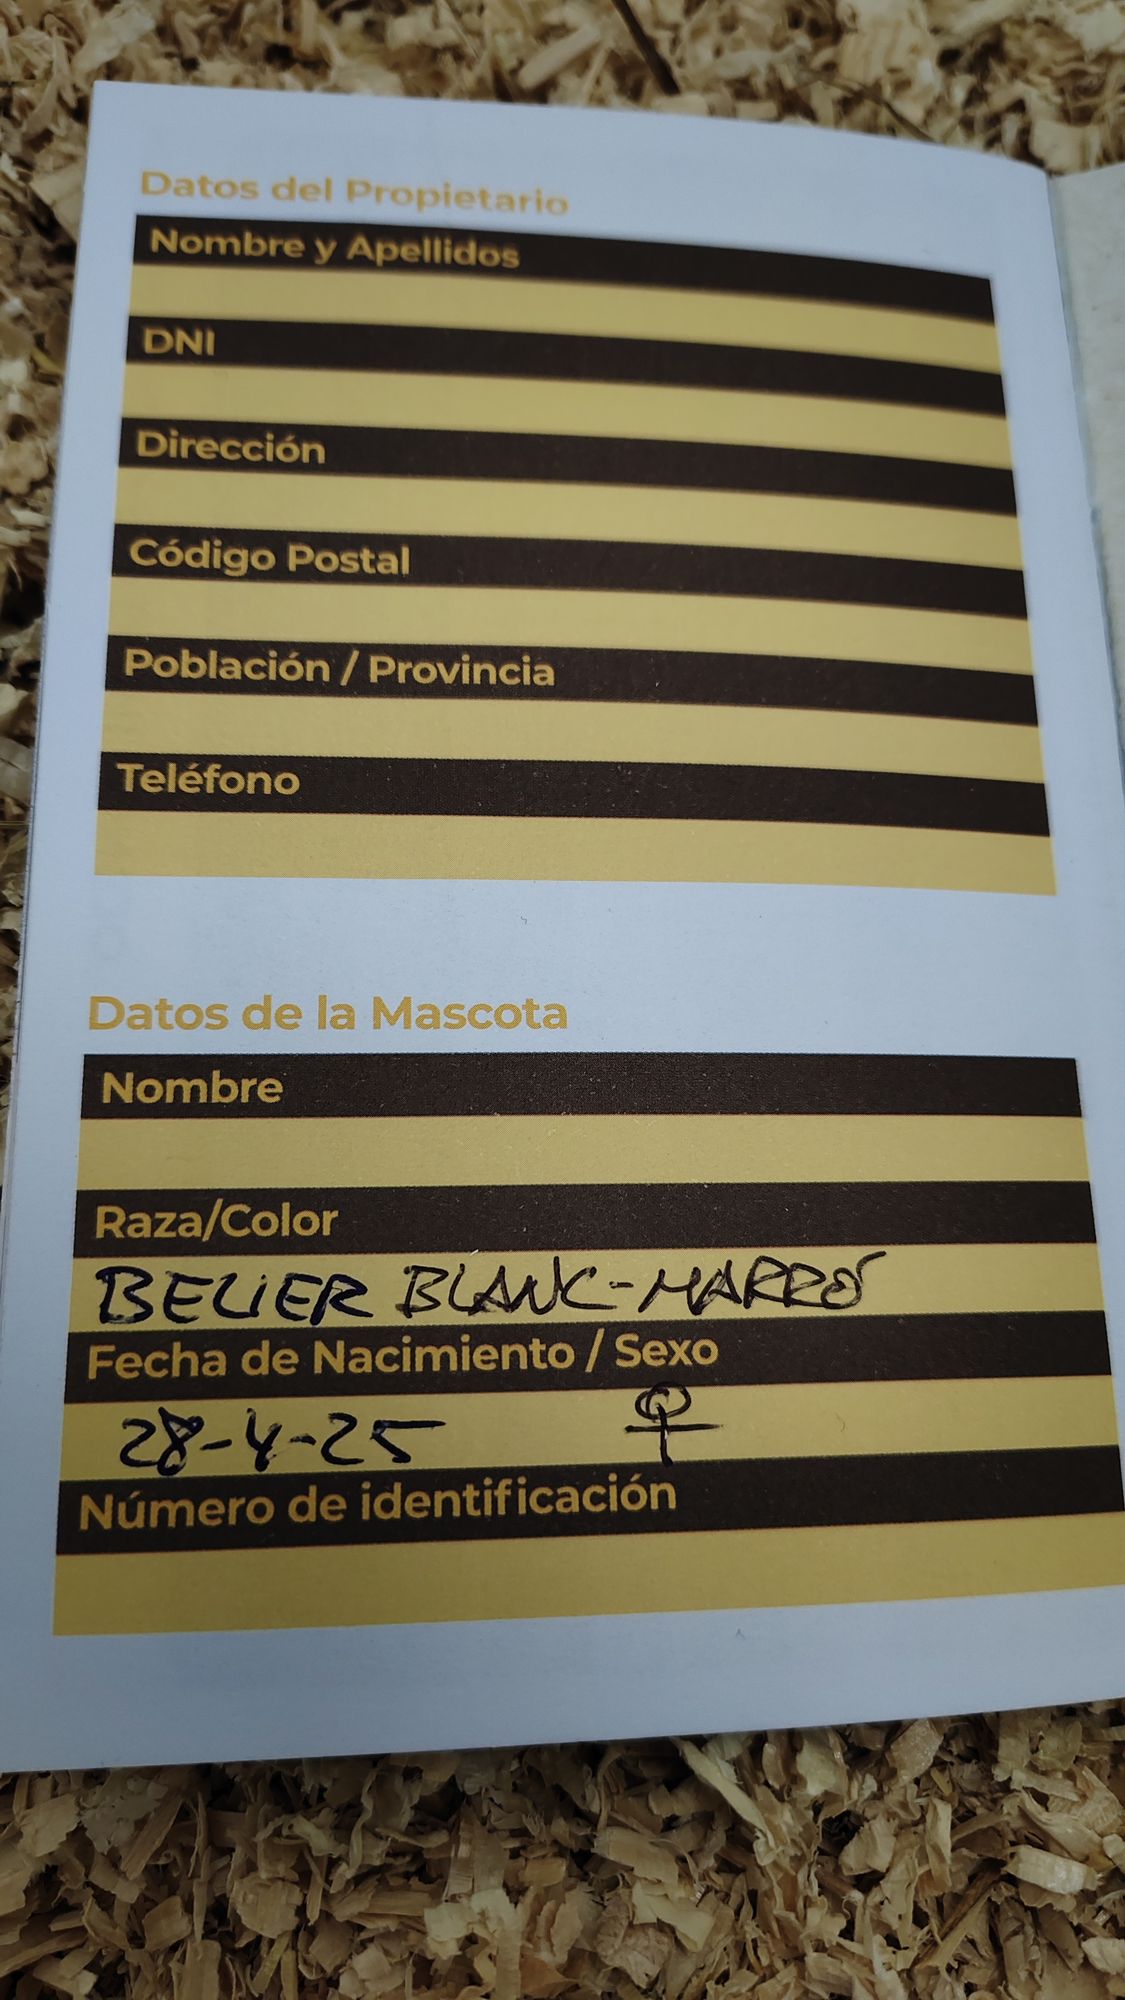 Datos del Propietario
Nombre y Apellidos
DNI
Dirección
Código Postal
Población / Provincia
Teléfono
Datos de la Mascota
Nombre
Raza/Color
BELIER BLANC-MARRÓ
Fecha de Nacimiento / Sexo
28-4-25 ♀
Número de identificación